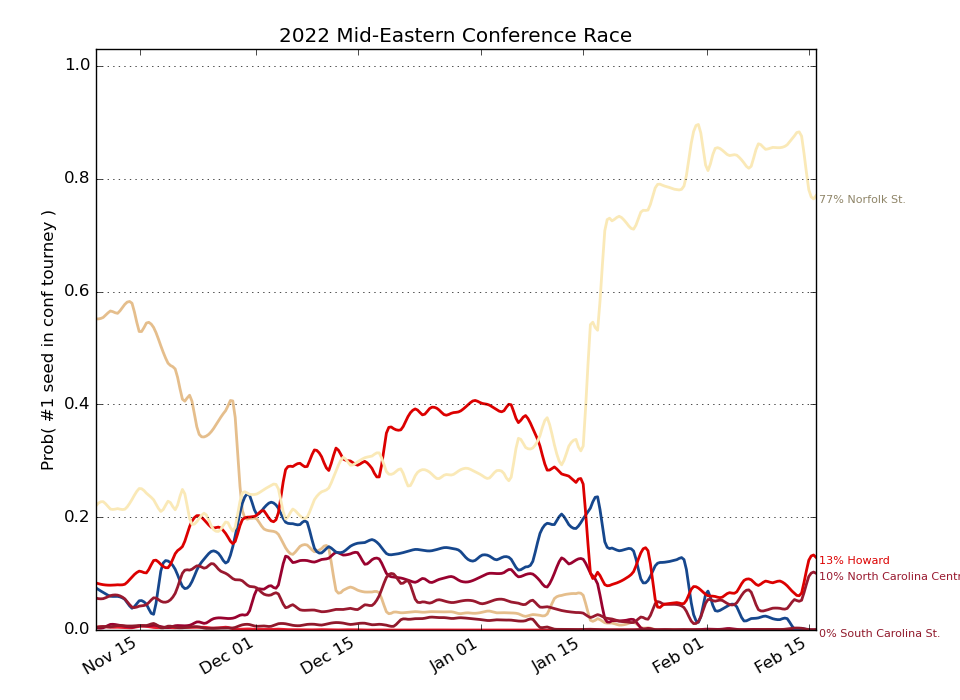 2022 Mid-Eastern Conference Race
Prob( #1 seed in conf tourney )
1.0
0.8
0.6
0.4
0.2
0.0
Nov 15
Dec 01
Dec 15
Jan 01
Jan 15
Feb 01
Feb 15
77% Norfolk St.
13% Howard
10% North Carolina Centr
0% South Carolina St.